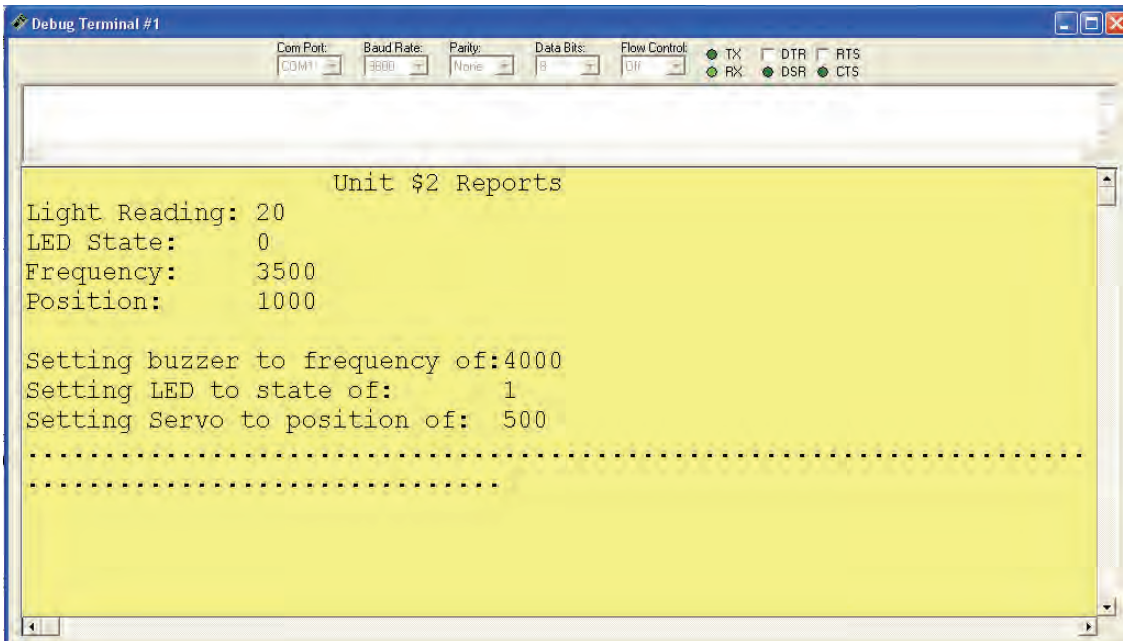 Debug Terminal #1
Com Port: Baud Rate: Parity: Data Bits: Flow Control: TX DTR RTS
COM1 9600 None 8 Off RX DSR CTS
Unit $2 Reports
Light Reading: 20
LED State: 0
Frequency: 3500
Position: 1000
Setting buzzer to frequency of:4000
Setting LED to state of: 1
Setting Servo to position of: 500
.....................................................................
...............................